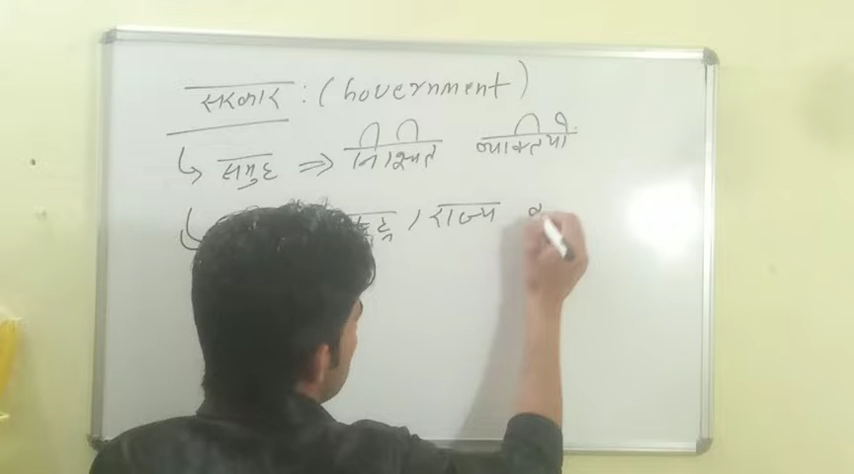 सरकार : (Government)
↳ समुह ⇒ निश्चित व्यक्तियों
↳ / राज्य